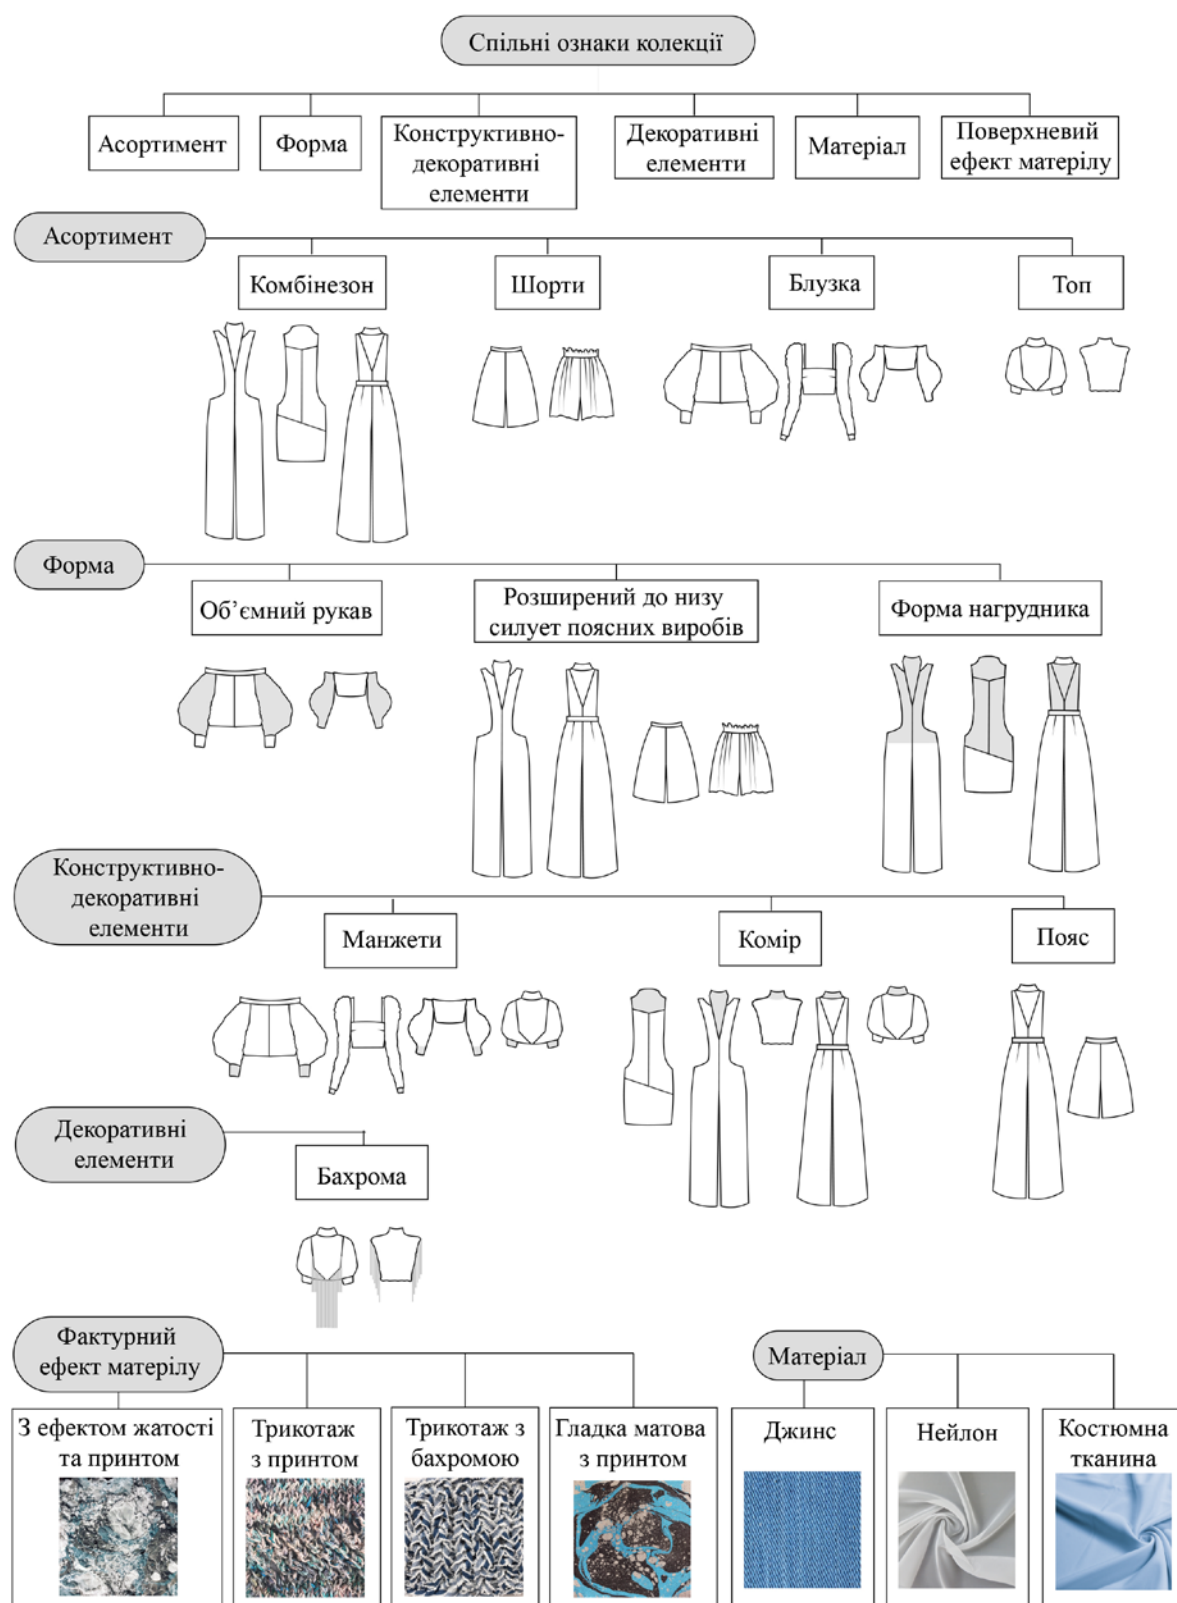 Спільні ознаки колекції
Асортимент
Форма
Конструктивно-
декоративні
елементи
Декоративні
елементи
Матеріал
Поверхневий
ефект матерілу
Асортимент
Комбінезон
Шорти
Блузка
Топ
Форма
Об’ємний рукав
Розширений до низу
силует поясних виробів
Форма нагрудника
Конструктивно-
декоративні
елементи
Манжети
Комір
Пояс
Декоративні
елементи
Бахрома
Фактурний
ефект матерілу
Матеріал
З ефектом жатості
та принтом
Трикотаж
з принтом
Трикотаж з
бахромою
Гладка матова
з принтом
Джинс
Нейлон
Костюмна
тканина